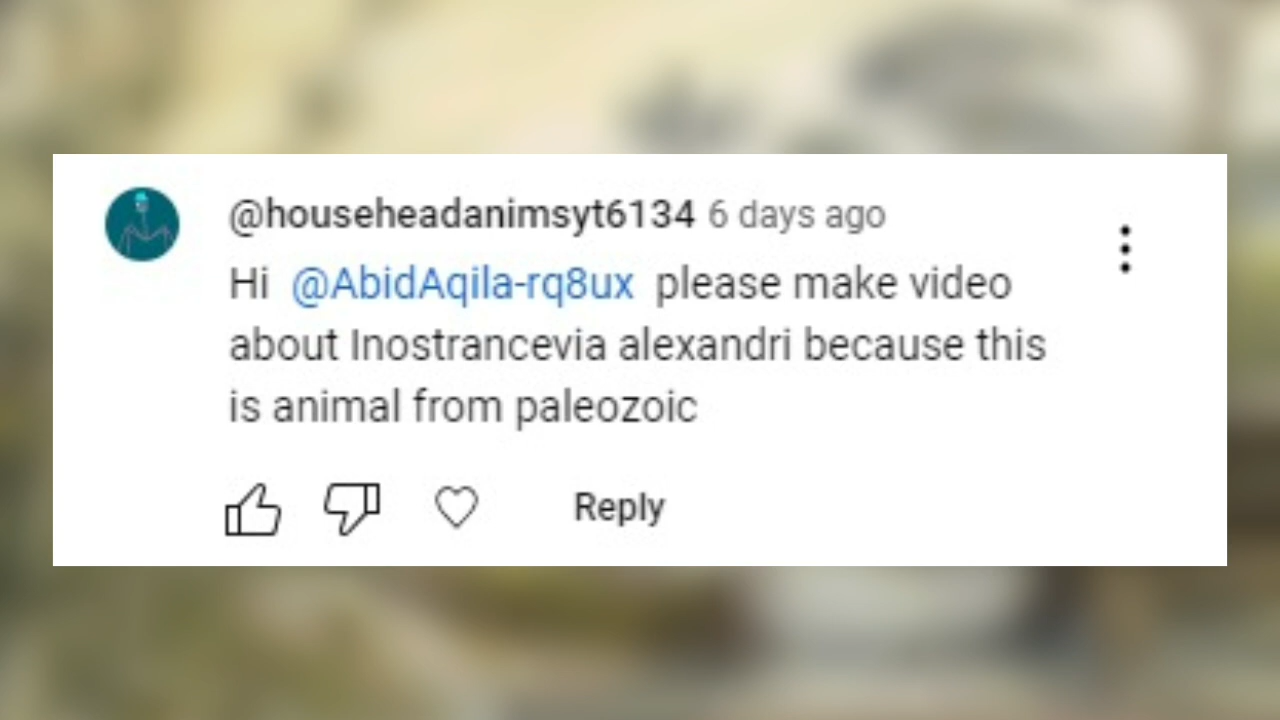 @househeadanimsyt6134 6 days ago
Hi @AbidAqila-rq8ux please make video
about Inostrancevia alexandri because this
is animal from paleozoic
Reply